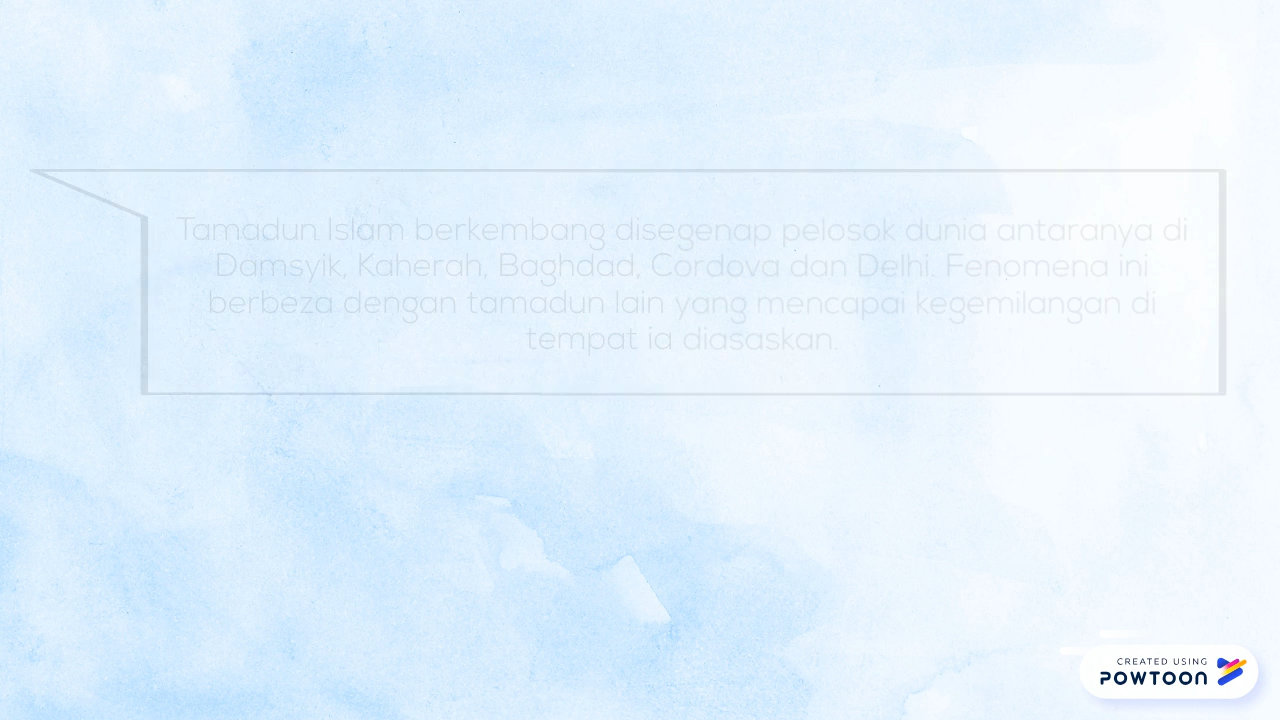 Tamadun Islam berkembang disegenap pelosok dunia antaranya di
Damsyik, Kaherah, Baghdad, Cordova dan Delhi. Fenomena ini
berbeza dengan tamadun lain yang mencapai kegemilangan di
tempat ia diasaskan.
CREATED USING
POWTOON